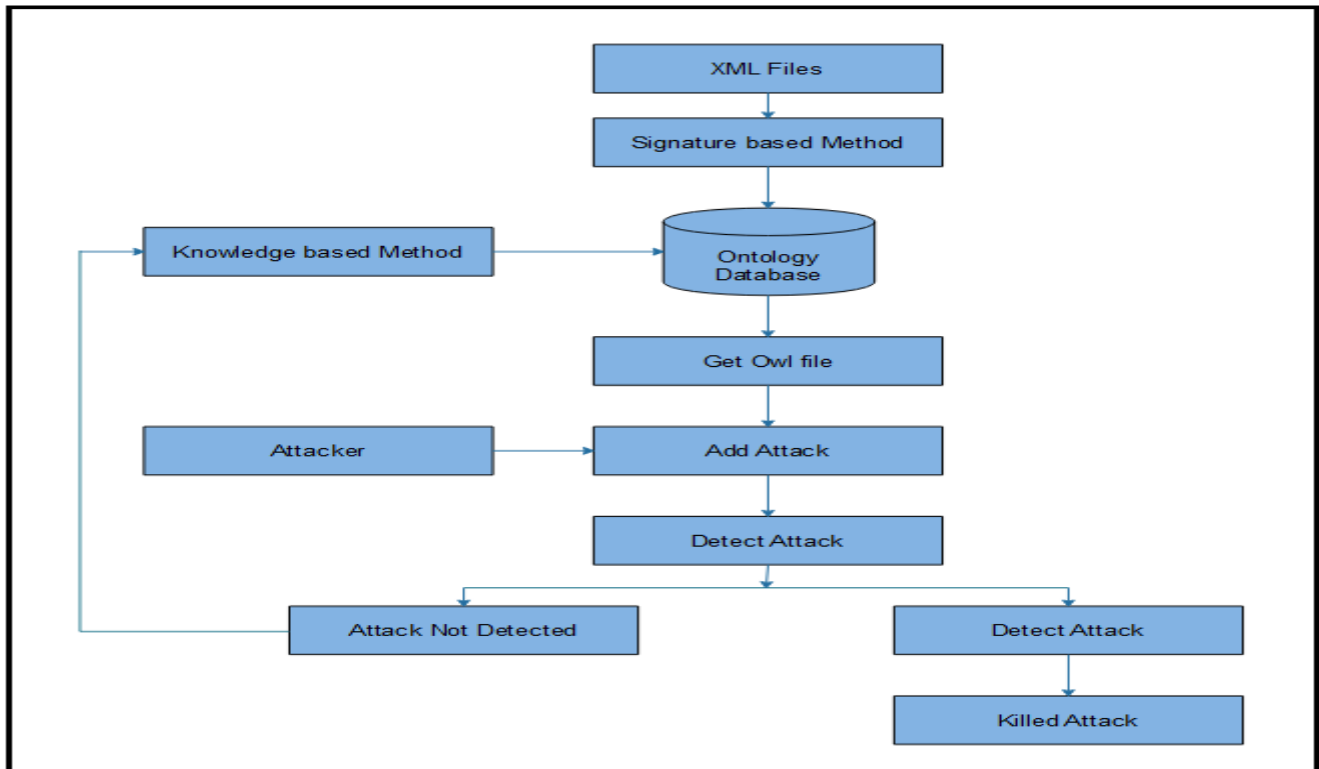 XML Files
Signature based Method
Knowledge based Method
Ontology
Database
Get Owl file
Attacker
Add Attack
Detect Attack
Attack Not Detected
Detect Attack
Killed Attack